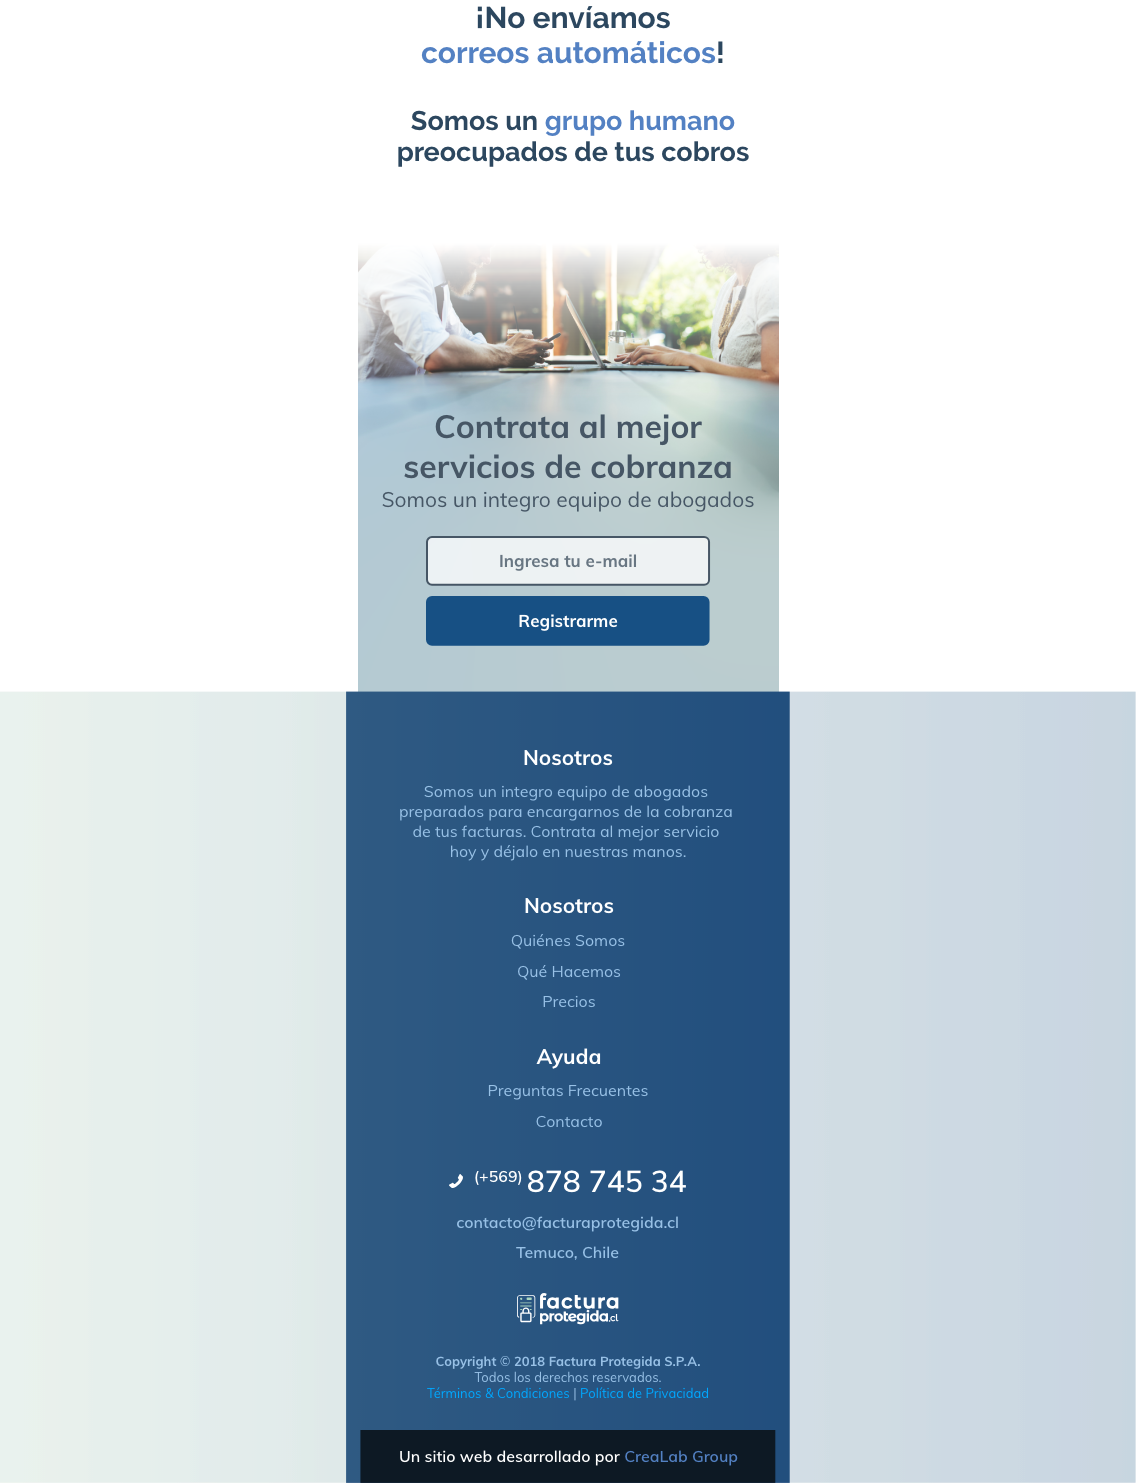 ¡No envíamos
correos automáticos!
Somos un grupo humano
preocupados de tus cobros
Contrata al mejor
servicios de cobranza
Somos un integro equipo de abogados
Ingresa tu e-mail
Registrarme
Nosotros
Somos un integro equipo de abogados
preparados para encargarnos de la cobranza
de tus facturas. Contrata al mejor servicio
hoy y déjalo en nuestras manos.
Nosotros
Quiénes Somos
Qué Hacemos
Precios
Ayuda
Preguntas Frecuentes
Contacto
(+569) 878 745 34
contacto@facturaprotegida.cl
Temuco, Chile
factura
protegida.cl
Copyright © 2018 Factura Protegida S.P.A.
Todos los derechos reservados.
Términos & Condiciones | Política de Privacidad
Un sitio web desarrollado por CreaLab Group